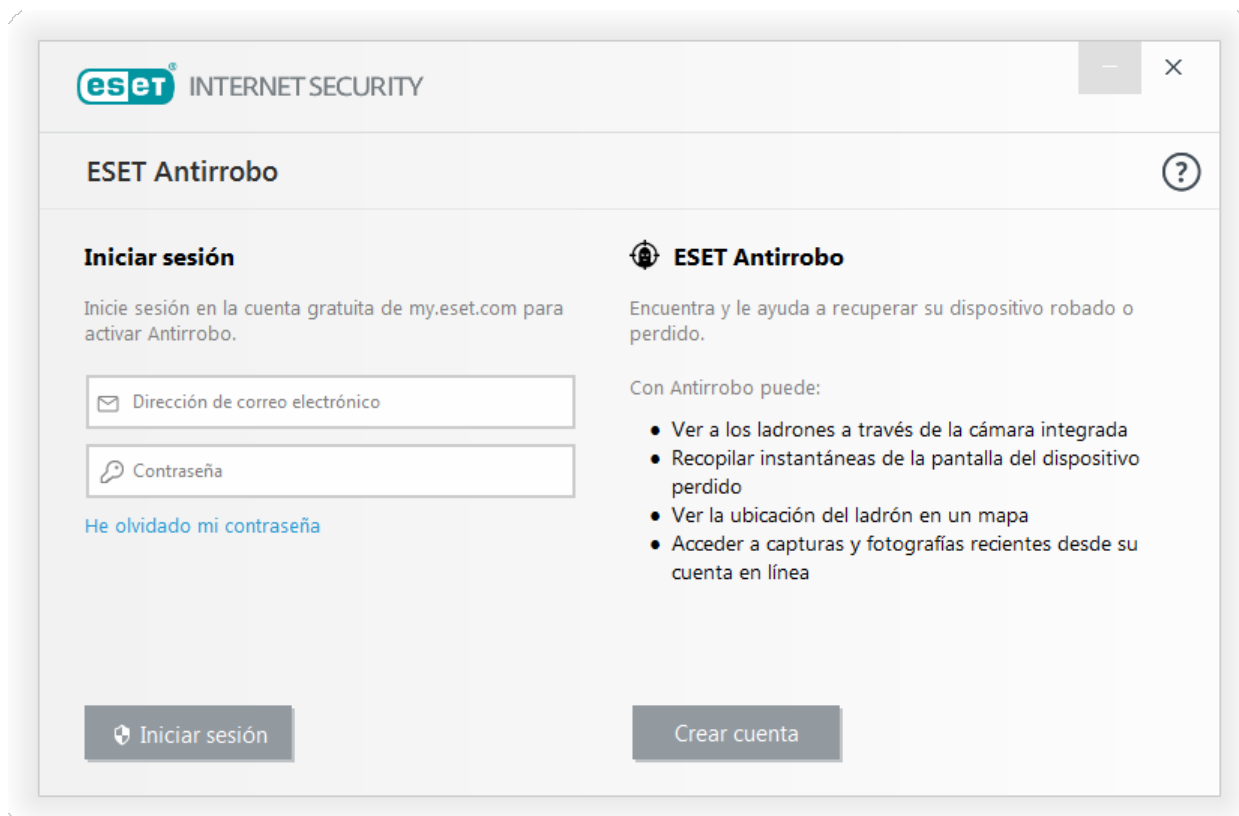 eset® INTERNET SECURITY
ESET Antirrobo
?
Iniciar sesión
Inicie sesión en la cuenta gratuita de my.eset.com para
activar Antirrobo.
Dirección de correo electrónico
Contraseña
He olvidado mi contraseña
Iniciar sesión
ESET Antirrobo
Encuentra y le ayuda a recuperar su dispositivo robado o
perdido.
Con Antirrobo puede:
● Ver a los ladrones a través de la cámara integrada
● Recopilar instantáneas de la pantalla del dispositivo
perdido
● Ver la ubicación del ladrón en un mapa
● Acceder a capturas y fotografías recientes desde su
cuenta en línea
Crear cuenta